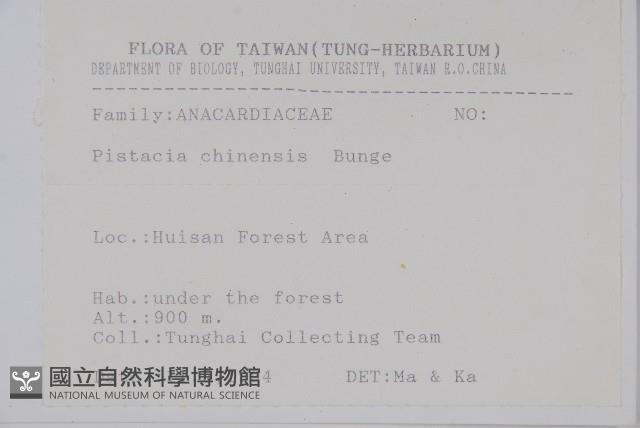 FLORA OF TAIWAN(TUNG-HERBARIUM)
DEPARTMENT OF BIOLOGY, TUNGHAI UNIVERSITY, TAIWAN R.O.CHINA
Family:ANACARDIACEAE NO:
Pistacia chinensis Bunge
Loc.:Huisan Forest Area
Hab.:under the forest
Alt.:900 m.
Coll.:Tunghai Collecting Team
DET:Ma & Ka
國立自然科學博物館
NATIONAL MUSEUM OF NATURAL SCIENCE